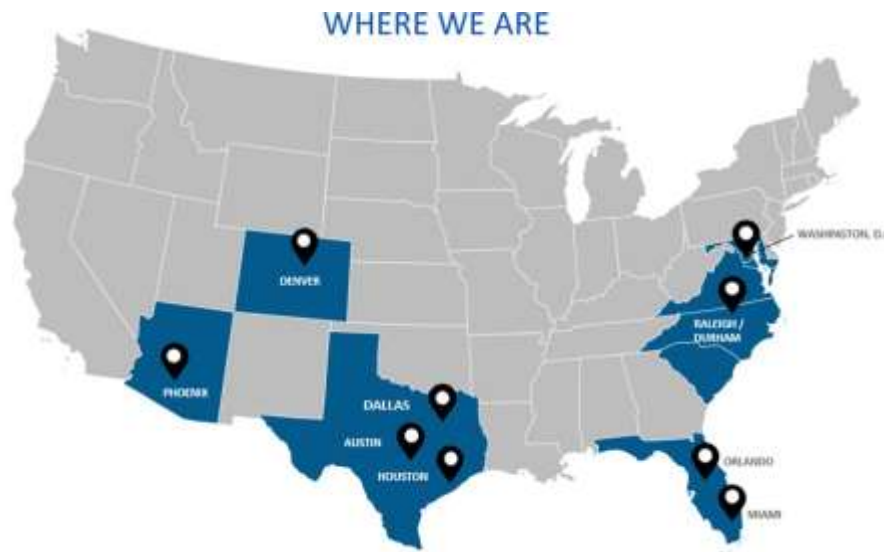 WHERE WE ARE
WASHINGTON, D.
DENVER
RALEIGH /
DURHAM
PHOENIX
DALLAS
AUSTIN
HOUSTON
ORLANDO
MIAMI